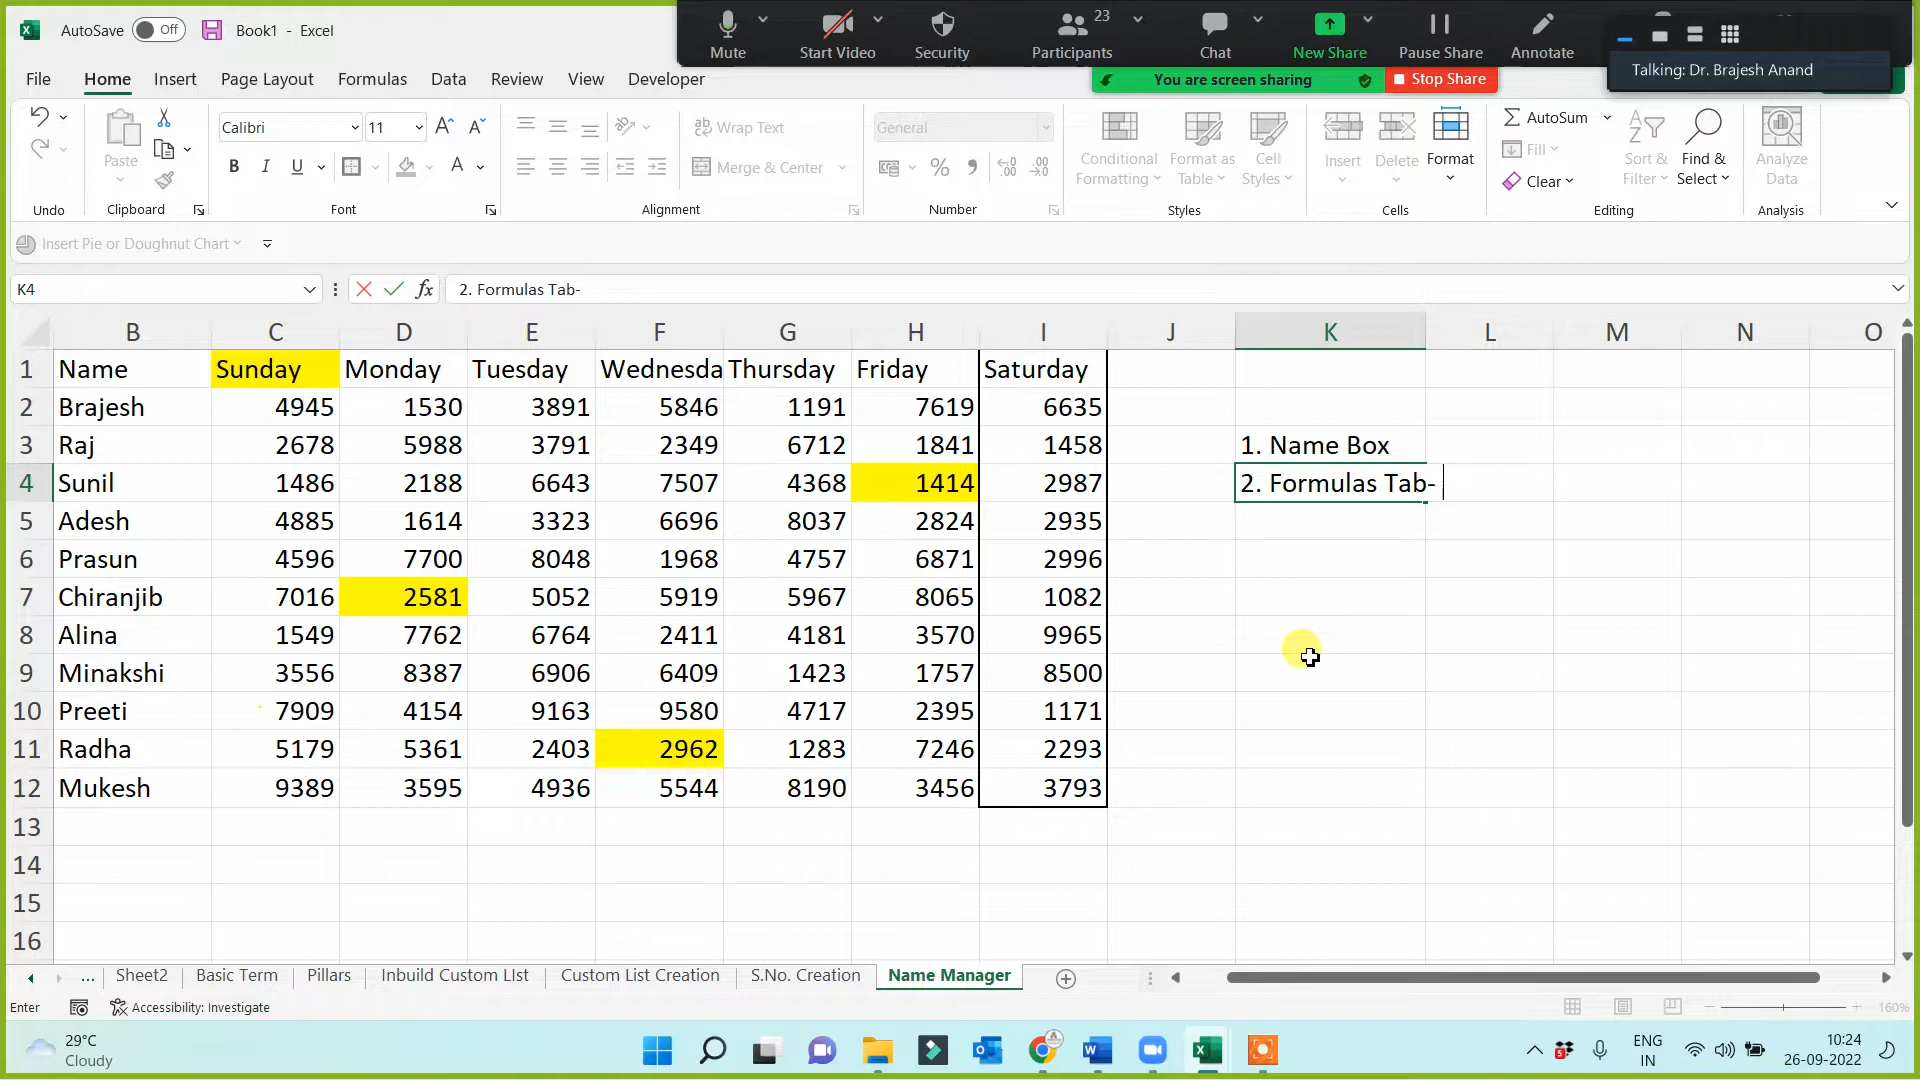 AutoSave Off Book1 - Excel
Mute Start Video Security 23 Participants Chat New Share Pause Share Annotate
Talking: Dr. Brajesh Anand
You are screen sharing Stop Share
File Home Insert Page Layout Formulas Data Review View Developer
Paste Calibri 11 Wrap Text General Conditional Formatting Format as Table Cell Styles Insert Delete Format AutoSum Sort & Filter Find & Select Analyze Data
B I U A Merge & Center % Fill Clear
Undo Clipboard Font Alignment Number Styles Cells Editing Analysis
Insert Pie or Doughnut Chart
K4 fx 2. Formulas Tab-
B C D E F G H I J K L M N O
1 Name Sunday Monday Tuesday Wednesda Thursday Friday Saturday
2 Brajesh 4945 1530 3891 5846 1191 7619 6635
3 Raj 2678 5988 3791 2349 6712 1841 1458 1. Name Box
4 Sunil 1486 2188 6643 7507 4368 1414 2987 2. Formulas Tab-
5 Adesh 4885 1614 3323 6696 8037 2824 2935
6 Prasun 4596 7700 8048 1968 4757 6871 2996
7 Chiranjib 7016 2581 5052 5919 5967 8065 1082
8 Alina 1549 7762 6764 2411 4181 3570 9965
9 Minakshi 3556 8387 6906 6409 1423 1757 8500
10 Preeti 7909 4154 9163 9580 4717 2395 1171
11 Radha 5179 5361 2403 2962 1283 7246 2293
12 Mukesh 9389 3595 4936 5544 8190 3456 3793
13
14
15
16
... Sheet2 Basic Term Pillars Inbuild Custom LIst Custom List Creation S.No. Creation Name Manager
Enter Accessibility: Investigate 160%
29°C
Cloudy
ENG
IN
10:24
26-09-2022